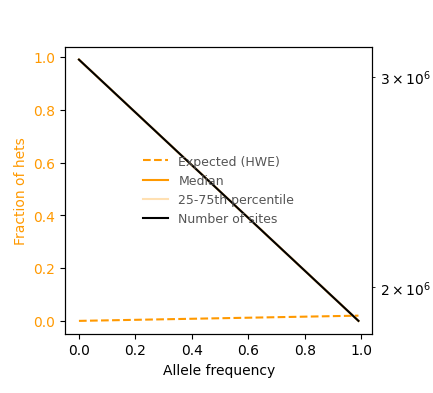 1.0
0.8
0.6
0.4
0.2
0.0
Fraction of hets
3 × 10⁶
2 × 10⁶
Expected (HWE)
Median
25-75th percentile
Number of sites
0.0 0.2 0.4 0.6 0.8 1.0
Allele frequency